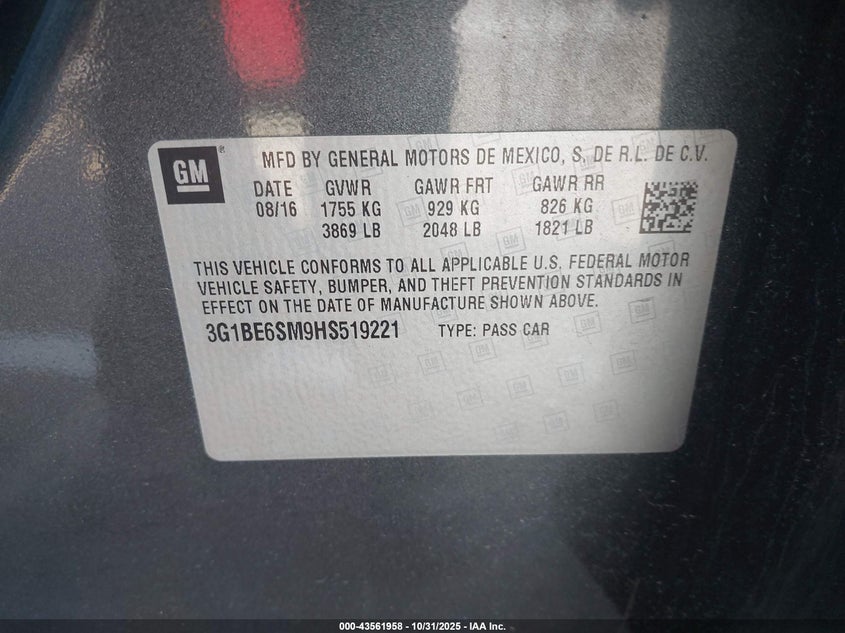 GM ®
MFD BY GENERAL MOTORS DE MEXICO, S, DE R.L. DE C.V.
DATE GVWR GAWR FRT GAWR RR
08/16 1755 KG 929 KG 826 KG
3869 LB 2048 LB 1821 LB
THIS VEHICLE CONFORMS TO ALL APPLICABLE U.S. FEDERAL MOTOR
VEHICLE SAFETY, BUMPER, AND THEFT PREVENTION STANDARDS IN
EFFECT ON THE DATE OF MANUFACTURE SHOWN ABOVE.
3G1BE6SM9HS519221 TYPE: PASS CAR
000-43561958 - 10/31/2025 - IAA Inc.